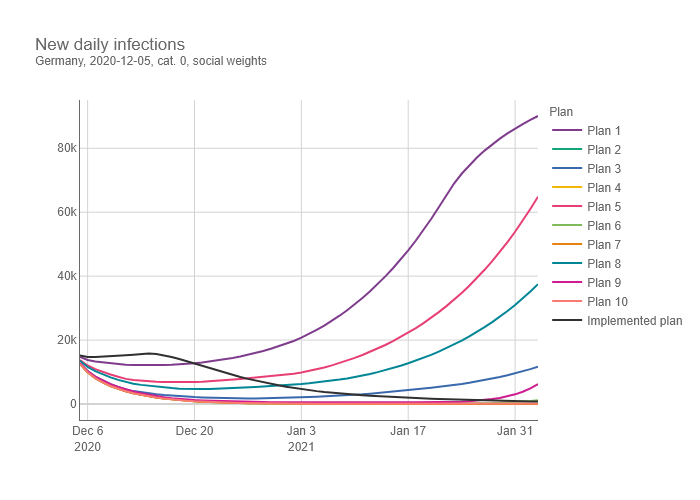 New daily infections
Germany, 2020-12-05, cat. 0, social weights
Plan
Plan 1
Plan 2
Plan 3
Plan 4
Plan 5
Plan 6
Plan 7
Plan 8
Plan 9
Plan 10
Implemented plan
80k
60k
40k
20k
0
Dec 6 Dec 20 Jan 3 Jan 17 Jan 31
2020 2021